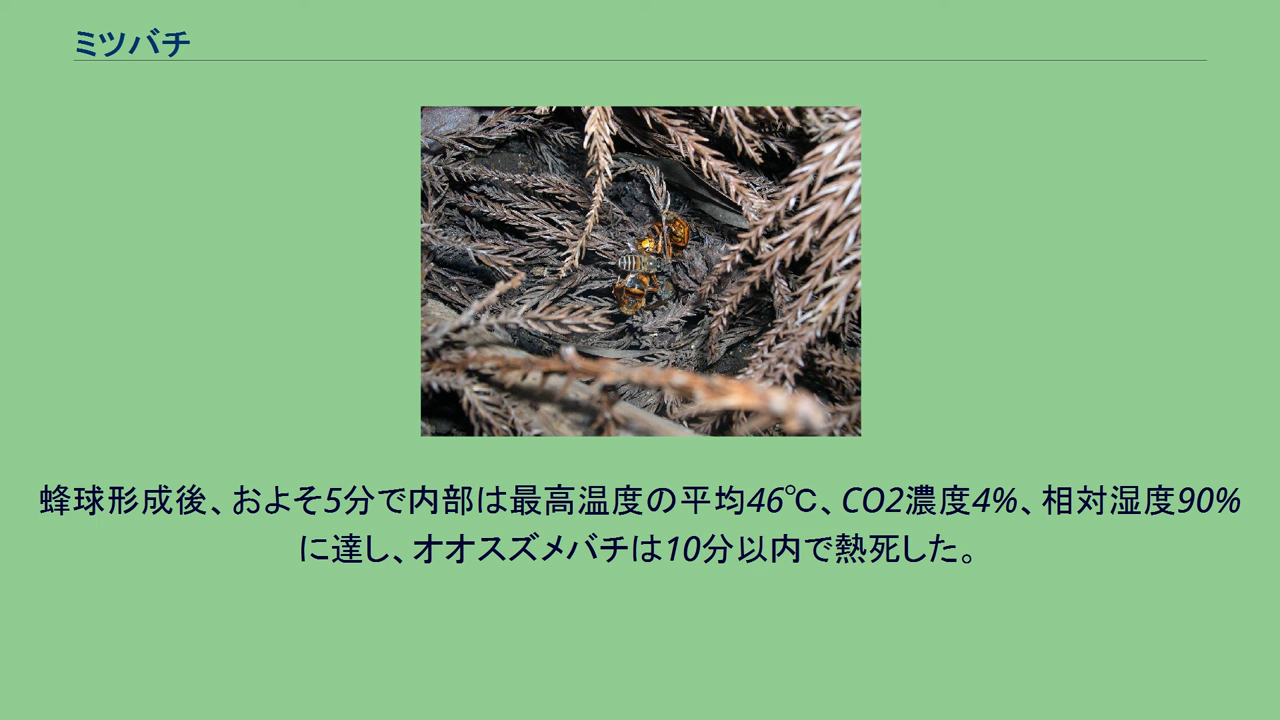 ミツバチ
蜂球形成後、およそ5分で内部は最高温度の平均46℃、CO2濃度4%、相対湿度90%
に達し、オオスズメバチは10分以内で熱死した。